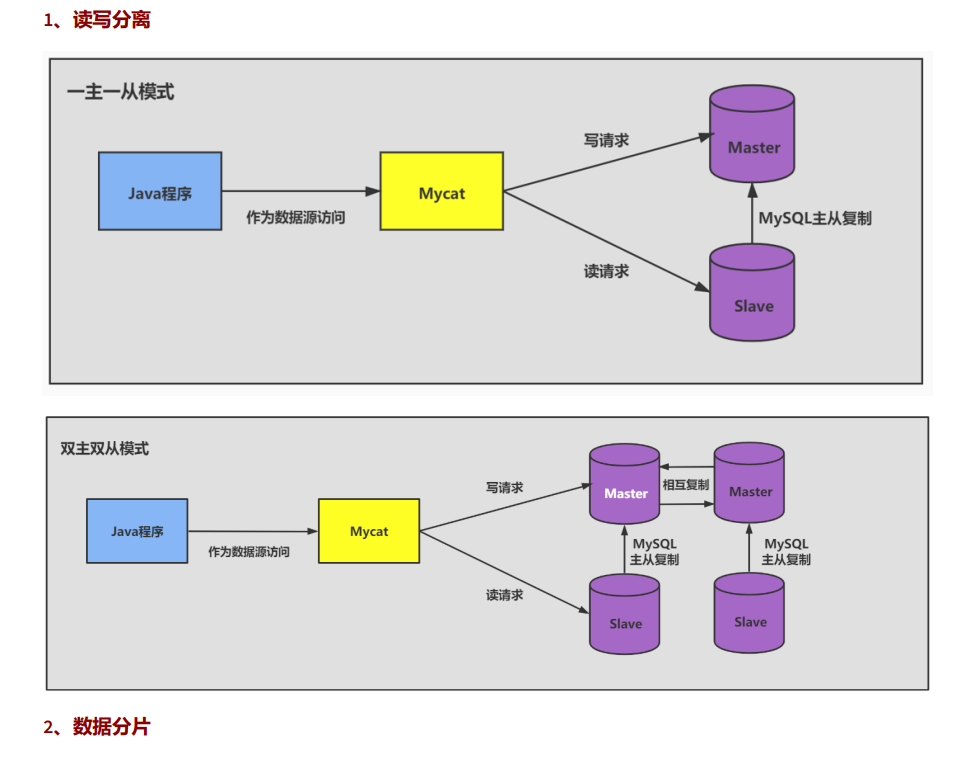 1、读写分离
一主一从模式
Java程序
作为数据源访问
Mycat
写请求
读请求
Master
MySQL主从复制
Slave
双主双从模式
Java程序
作为数据源访问
Mycat
写请求
读请求
Master
相互复制
Master
MySQL
主从复制
MySQL
主从复制
Slave
Slave
2、数据分片